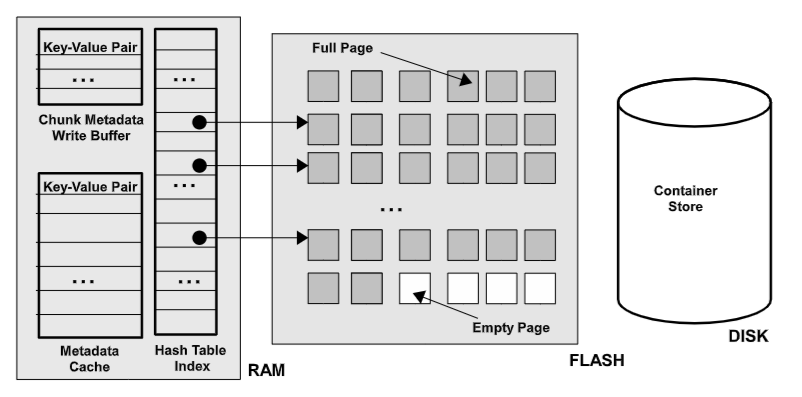 Key-Value Pair
...
...
Chunk Metadata
Write Buffer
Key-Value Pair
...
...
...
...
Metadata
Cache
Hash Table
Index
RAM
Full Page
...
Empty Page
FLASH
Container
Store
DISK